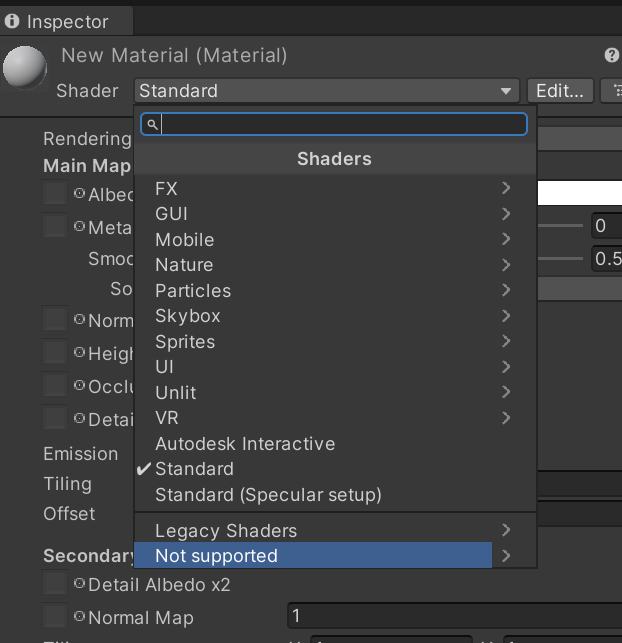 Inspector
New Material (Material)
Shader Standard Edit...
Shaders
Rendering
Main Map
FX
Albedo
GUI
Meta
Mobile
0
Smoo
Nature
0.5
So
Particles
Norm
Skybox
Heigh
Sprites
UI
Occlu
Unlit
Detai
VR
Autodesk Interactive
Emission
Standard
Tiling
Standard (Specular setup)
Offset
Legacy Shaders
Secondary
Not supported
Detail Albedo x2
Normal Map 1